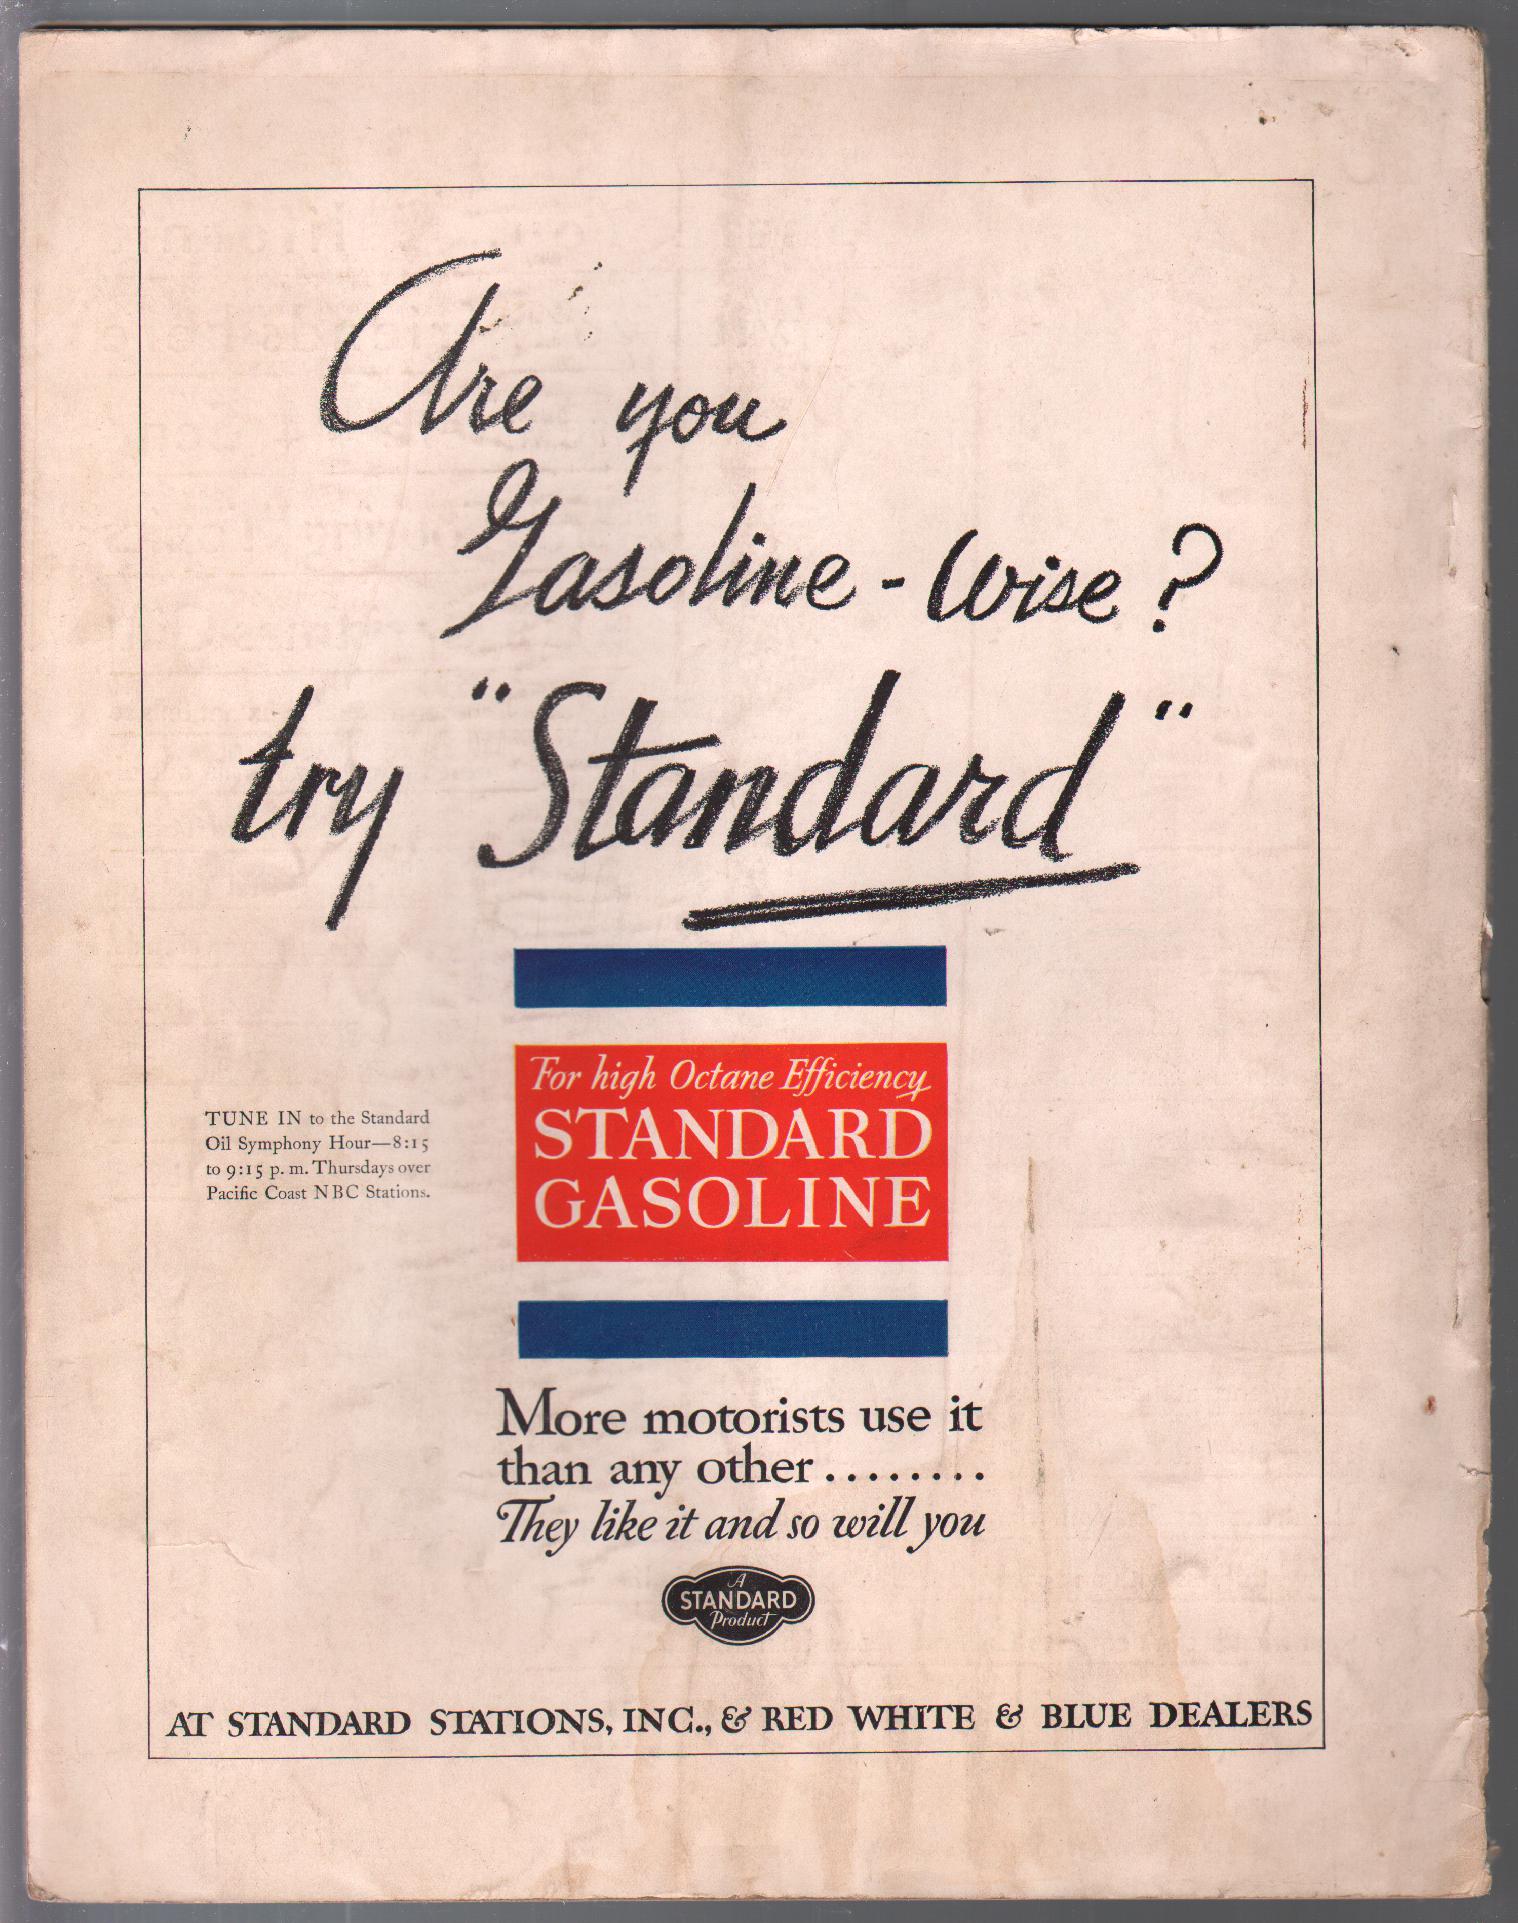 Are you
Gasoline - Wise?
try "Standard"
For high Octane Efficiency
STANDARD
GASOLINE
TUNE IN to the Standard
Oil Symphony Hour—8:15
to 9:15 p. m. Thursdays over
Pacific Coast NBC Stations.
More motorists use it
than any other ........
They like it and so will you
A
STANDARD
Product
AT STANDARD STATIONS, INC., & RED WHITE & BLUE DEALERS